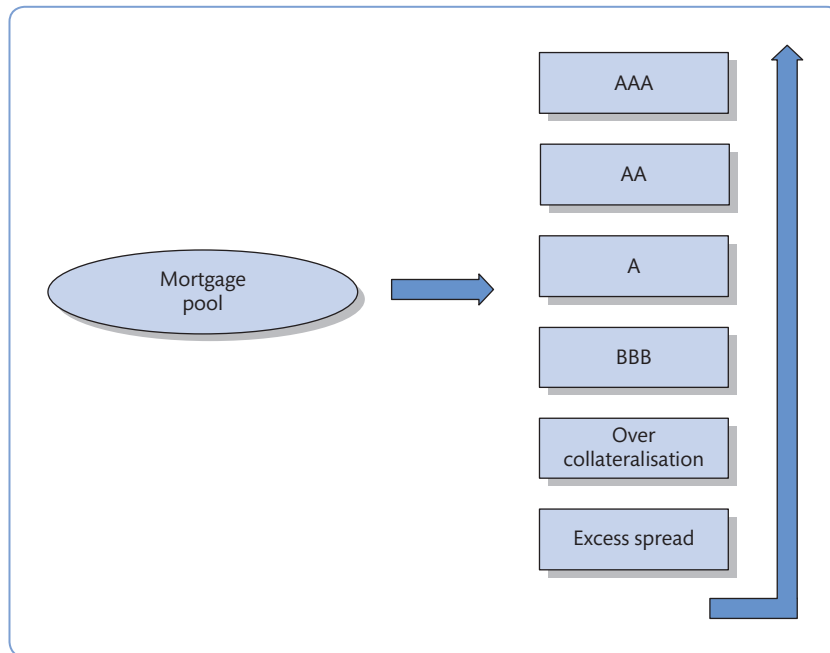 Mortgage
pool
AAA
AA
A
BBB
Over
collateralisation
Excess spread